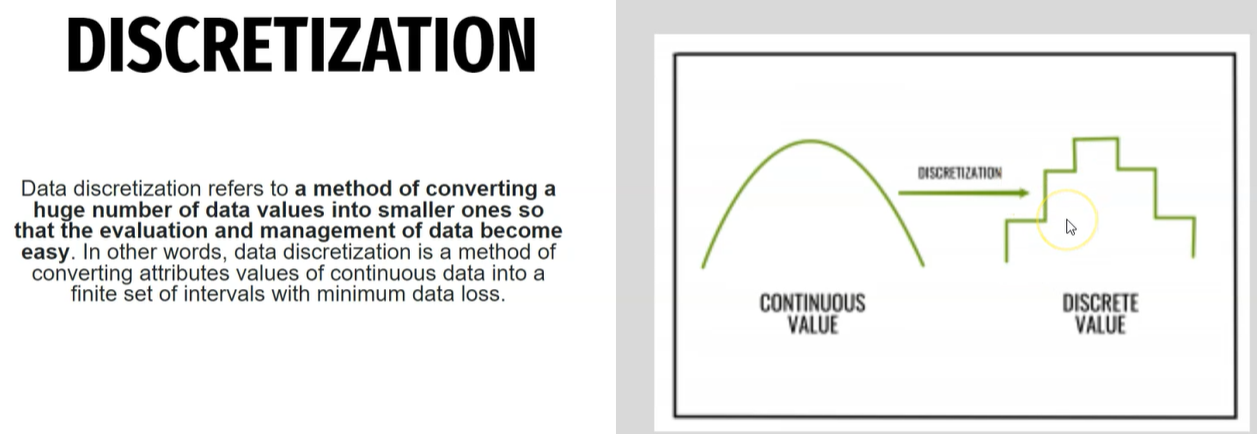 DISCRETIZATION
Data discretization refers to a method of converting a
huge number of data values into smaller ones so
that the evaluation and management of data become
easy. In other words, data discretization is a method of
converting attributes values of continuous data into a
finite set of intervals with minimum data loss.
DISCRETIZATION
CONTINUOUS
VALUE
DISCRETE
VALUE